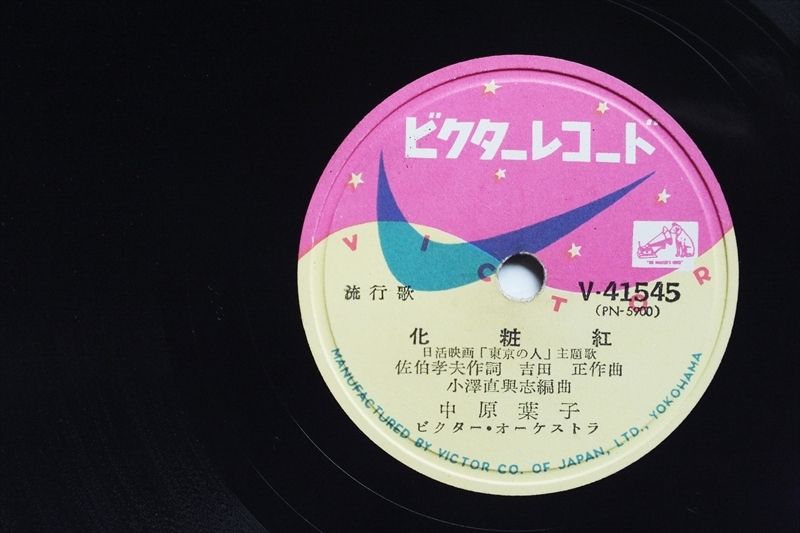 ビクターレコード
VICTOR
"HIS MASTER'S VOICE"
流行歌
V-41545
(PN-5900)
化粧紅
日活映画「東京の人」主題歌
佐伯孝夫作詞 吉田 正作曲
小澤直與志編曲
中原葉子
ビクター・オーケストラ
MANUFACTURED BY VICTOR CO. OF JAPAN, LTD., YOKOHAMA